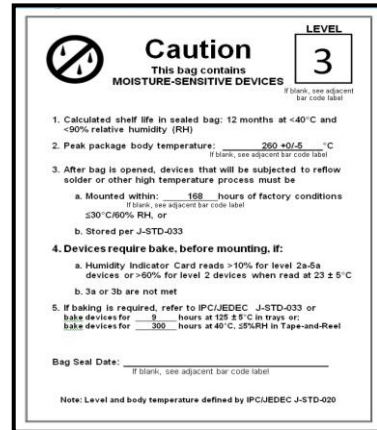 LEVEL
3
Caution
This bag contains
MOISTURE-SENSITIVE DEVICES
If blank, see adjacent
bar code label
1. Calculated shelf life in sealed bag: 12 months at <40°C and
<90% relative humidity (RH)
2. Peak package body temperature: 260 +0/-5 °C
If blank, see adjacent bar code label
3. After bag is opened, devices that will be subjected to reflow
solder or other high temperature process must be
a. Mounted within: 168 hours of factory conditions
If blank, see adjacent bar code label
≤30°C/60% RH, or
b. Stored per J-STD-033
4. Devices require bake, before mounting, if:
a. Humidity Indicator Card reads >10% for level 2a-5a
devices or >60% for level 2 devices when read at 23 ± 5°C
b. 3a or 3b are not met
5. If baking is required, refer to IPC/JEDEC J-STD-033 or
bake devices for 9 hours at 125 ± 5°C in trays or;
bake devices for 300 hours at 40°C, ≤5%RH in Tape-and-Reel
Bag Seal Date:
If blank, see adjacent bar code label
Note: Level and body temperature defined by IPC/JEDEC J-STD-020